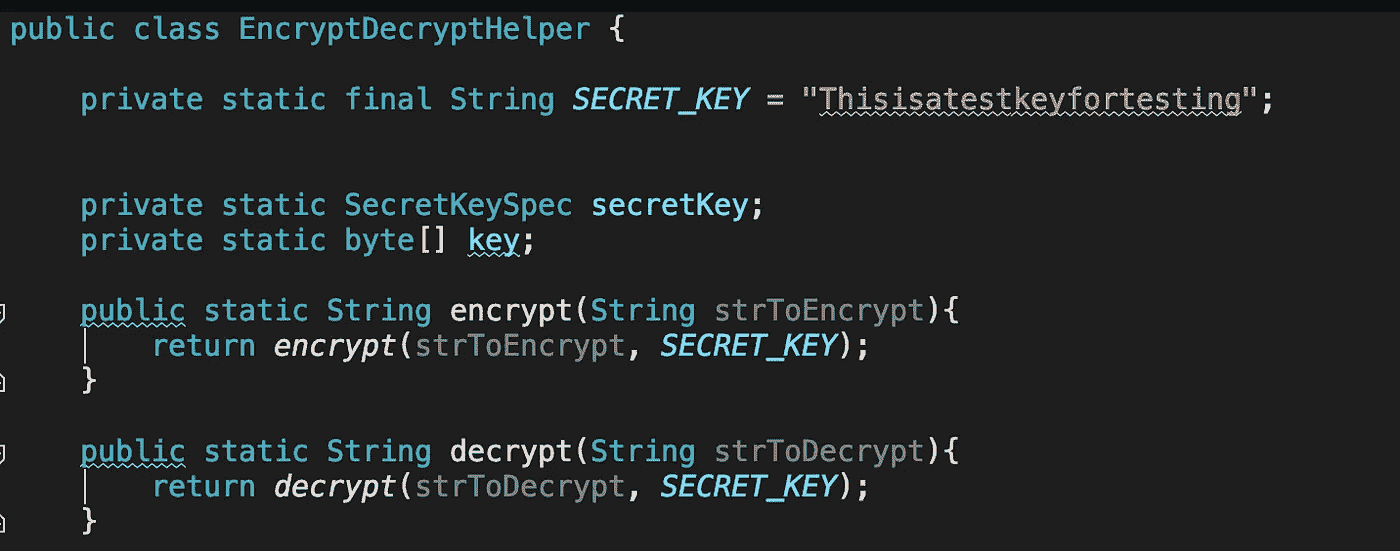 public class EncryptDecryptHelper {
private static final String SECRET_KEY = "Thisisatestkeyfortesting";
private static SecretKeySpec secretKey;
private static byte[] key;
public static String encrypt(String strToEncrypt){
return encrypt(strToEncrypt, SECRET_KEY);
}
public static String decrypt(String strToDecrypt){
return decrypt(strToDecrypt, SECRET_KEY);
}